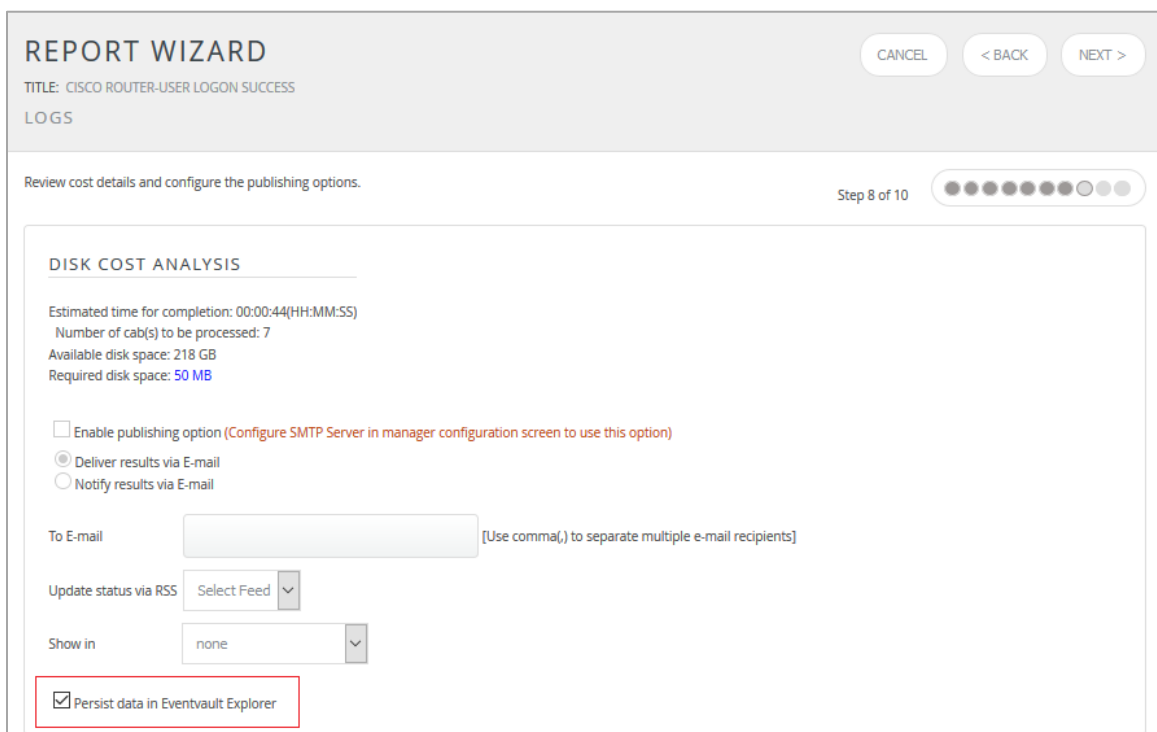 REPORT WIZARD
CANCEL
< BACK
NEXT >
TITLE: CISCO ROUTER-USER LOGON SUCCESS
LOGS
Review cost details and configure the publishing options.
Step 8 of 10
DISK COST ANALYSIS
Estimated time for completion: 00:00:44(HH:MM:SS)
Number of cab(s) to be processed: 7
Available disk space: 218 GB
Required disk space: 50 MB
Enable publishing option (Configure SMTP Server in manager configuration screen to use this option)
Deliver results via E-mail
Notify results via E-mail
To E-mail
[Use comma(,) to separate multiple e-mail recipients]
Update status via RSS
Select Feed
Show in
none
Persist data in Eventvault Explorer